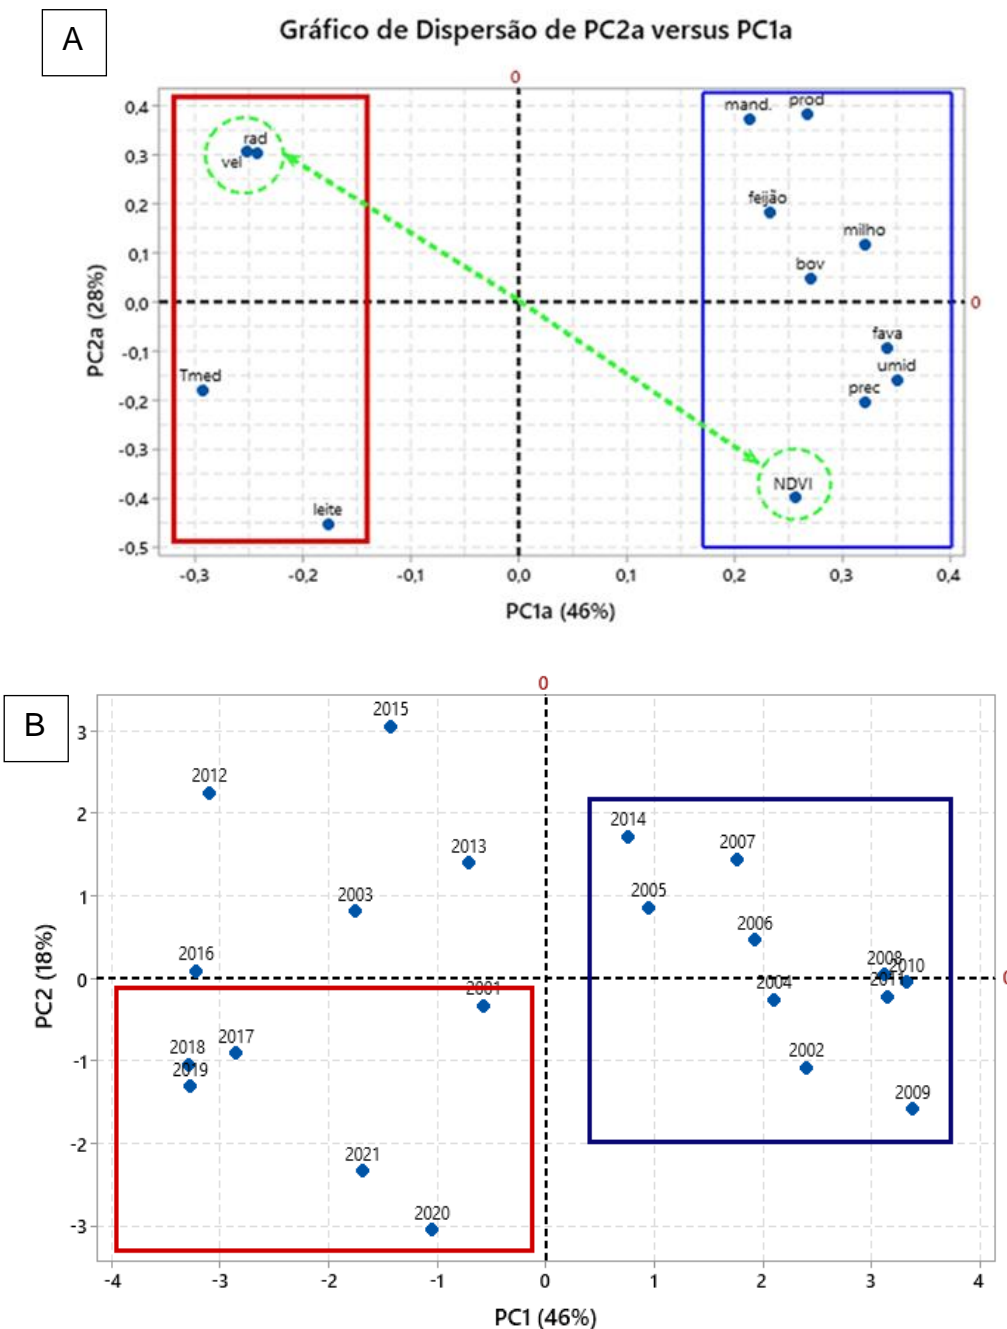 A
Gráfico de Dispersão de PC2a versus PC1a
0
0,4
mand.
prod
rad
0,3
vel
0,2
feijão
milho
0,1
bov
0,0
0
fava
-0,1
umid
Tmed
prec
-0,2
-0,3
NDVI
-0,4
leite
-0,5
PC2a (28%)
-0,3 -0,2 -0,1 0,0 0,1 0,2 0,3 0,4
PC1a (46%)
B
0
2015
3
2012
2
2014
2013
2007
2003
2005
1
2006
2016
2008
2010
0
0
2001
2004
2011
2018
2017
2019
-1
2002
2009
-2
2021
2020
-3
PC2 (18%)
-4 -3 -2 -1 0 1 2 3 4
PC1 (46%)